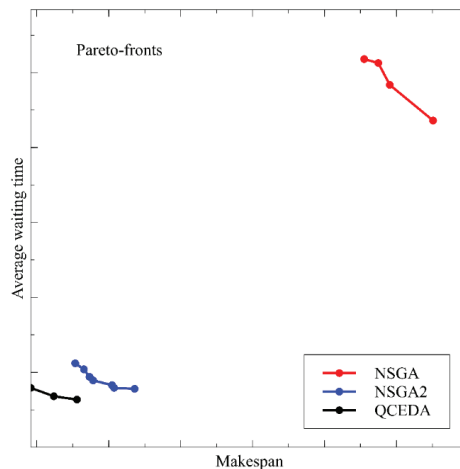 Pareto-fronts
Average waiting time
NSGA
NSGA2
QCEDA
Makespan